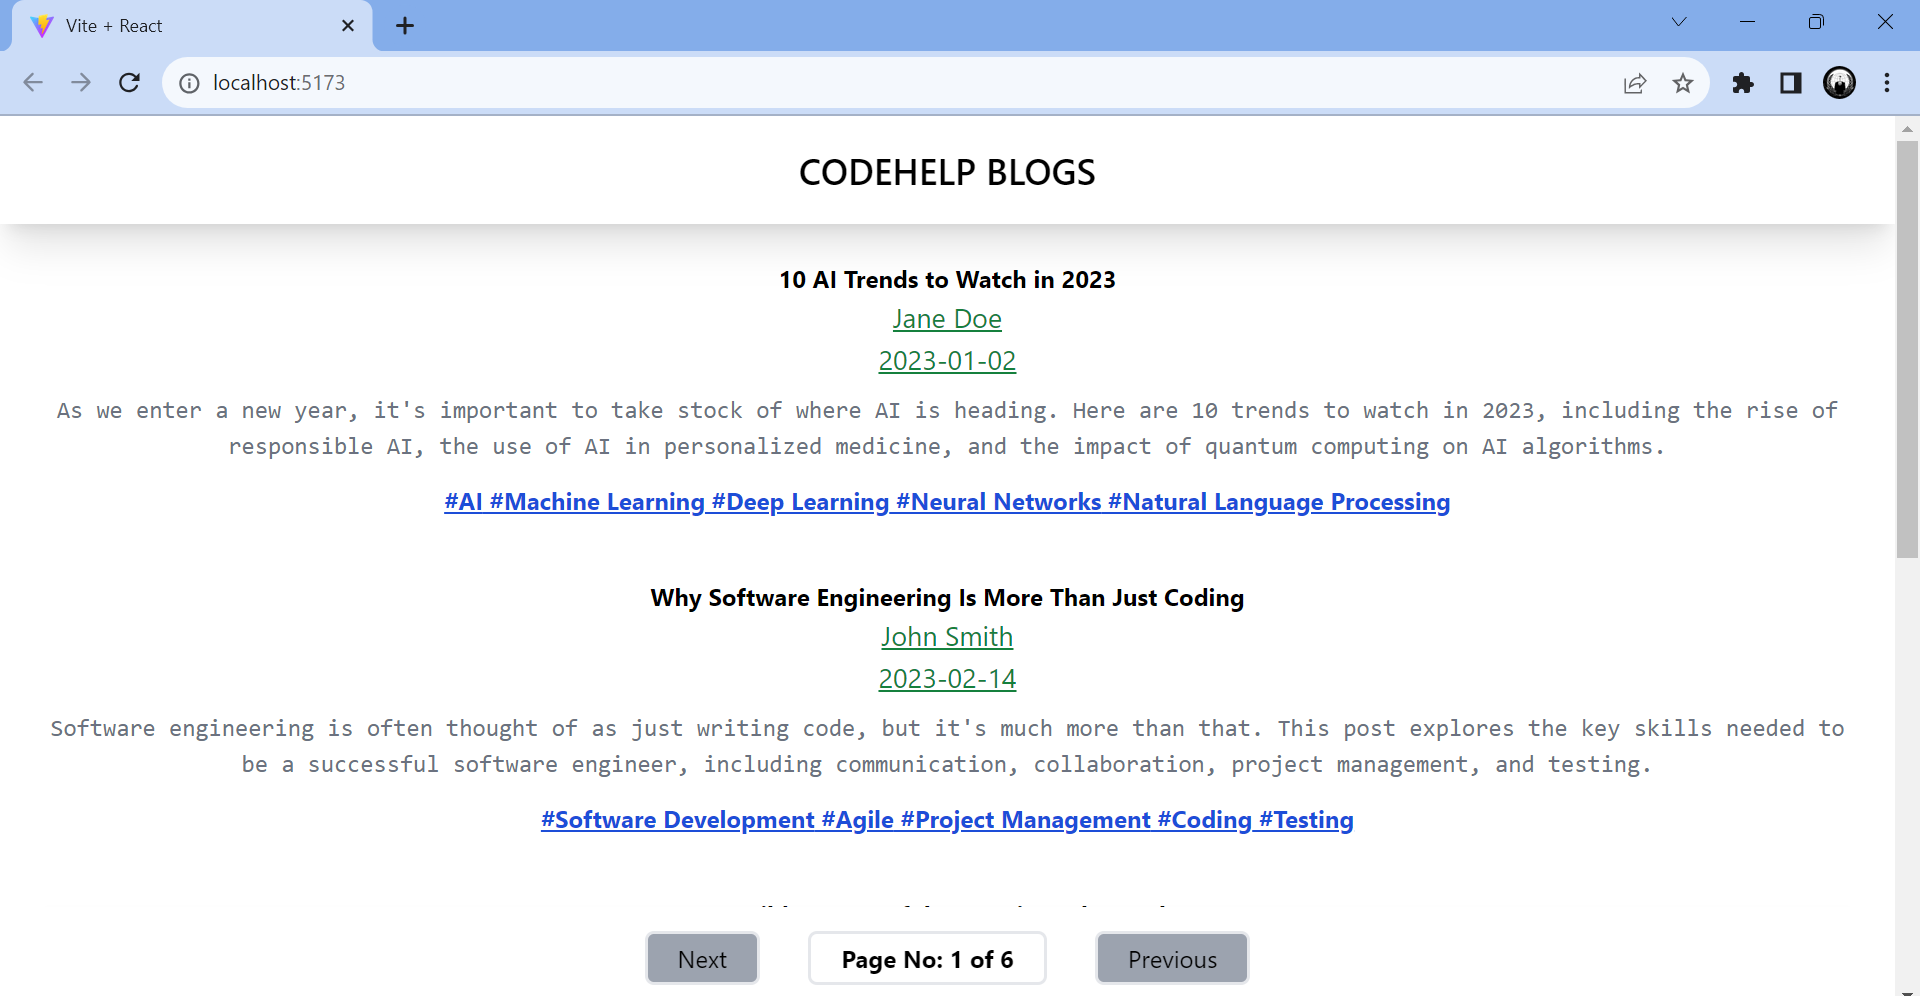 Vite + React
localhost:5173
CODEHELP BLOGS
10 AI Trends to Watch in 2023
Jane Doe
2023-01-02
As we enter a new year, it's important to take stock of where AI is heading. Here are 10 trends to watch in 2023, including the rise of
responsible AI, the use of AI in personalized medicine, and the impact of quantum computing on AI algorithms.
#AI #Machine Learning #Deep Learning #Neural Networks #Natural Language Processing
Why Software Engineering Is More Than Just Coding
John Smith
2023-02-14
Software engineering is often thought of as just writing code, but it's much more than that. This post explores the key skills needed to
be a successful software engineer, including communication, collaboration, project management, and testing.
#Software Development #Agile #Project Management #Coding #Testing
Next Page No: 1 of 6 Previous